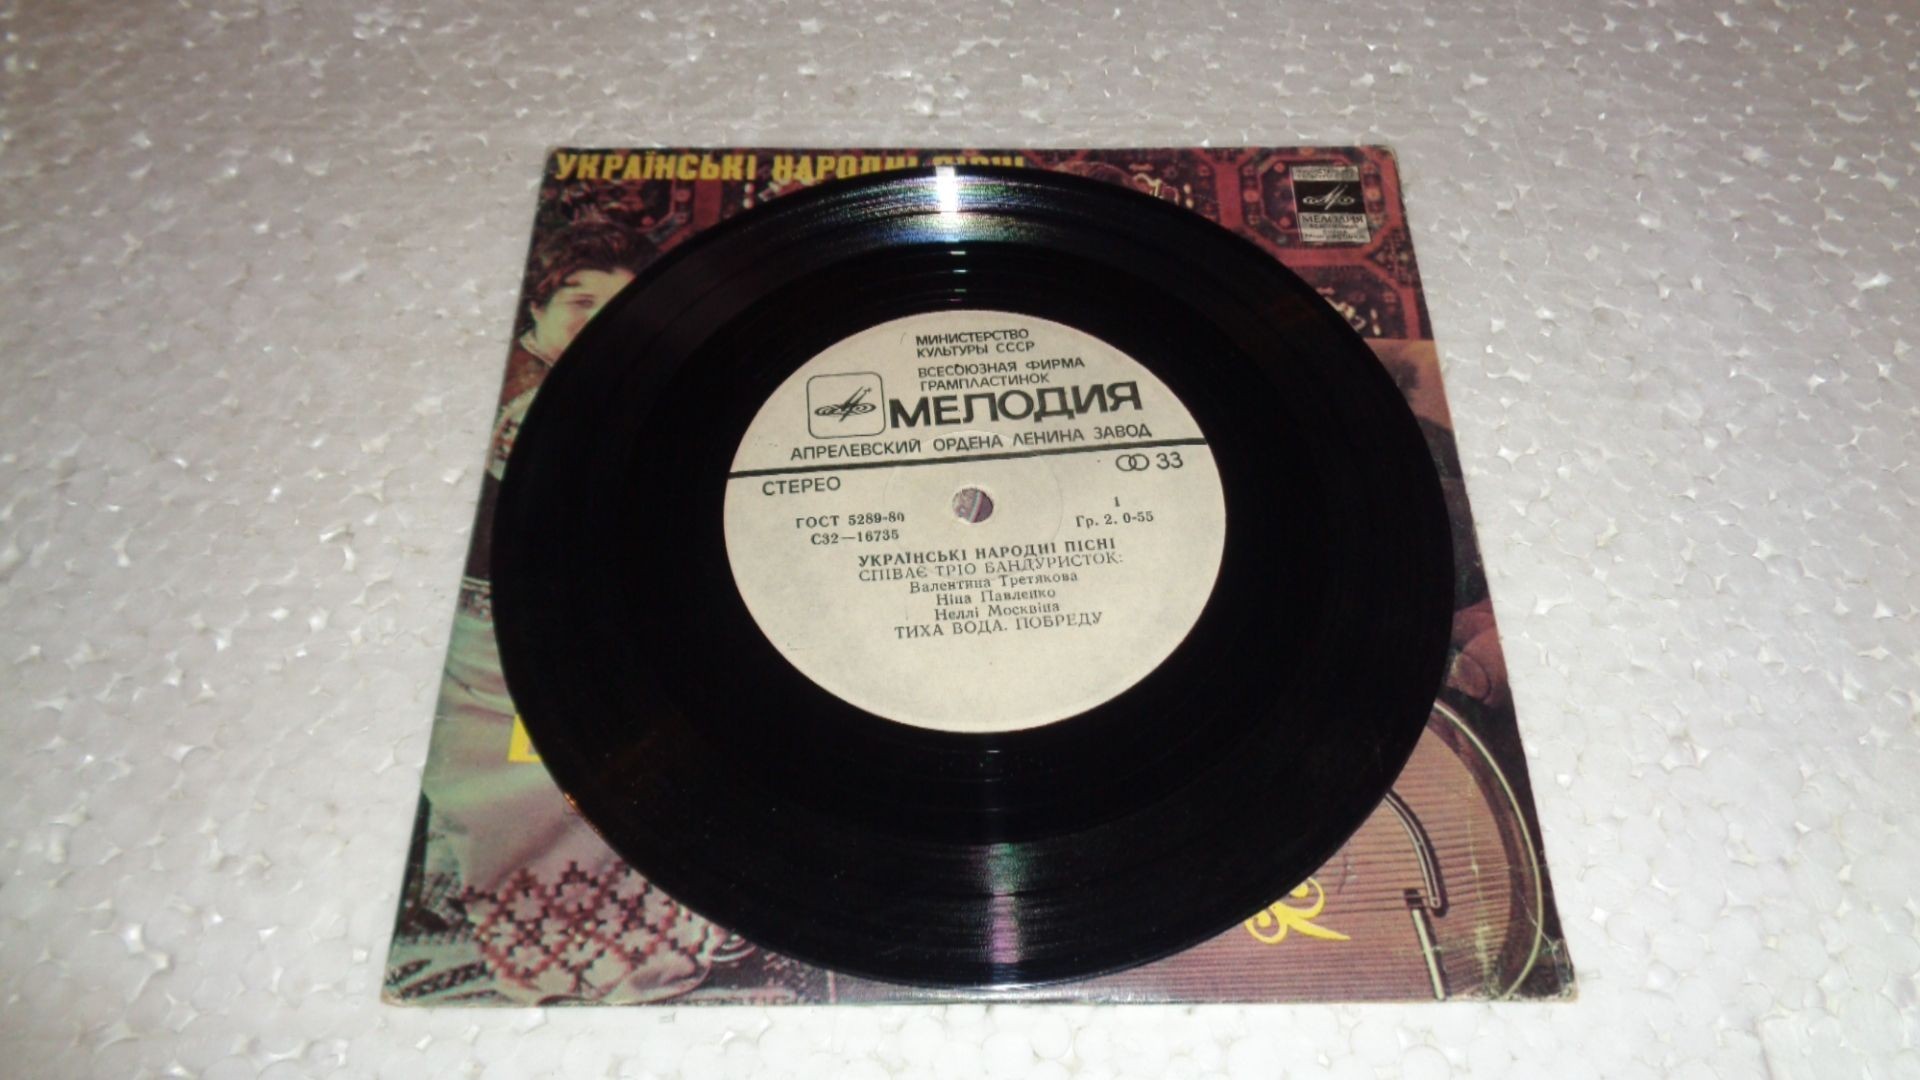 УКРАЇНСЬКІ НАРОДНІ ПІСНІ
МЕЛОДИЯ
МИНИСТЕРСТВО
КУЛЬТУРЫ СССР
ВСЕСОЮЗНАЯ ФИРМА
ГРАМПЛАСТИНОК
МЕЛОДИЯ
АПРЕЛЕВСКИЙ ОРДЕНА ЛЕНИНА ЗАВОД
СТЕРЕО
33
ГОСТ 5289-80
1
С32—16735
Гр. 2. 0-55
УКРАЇНСЬКІ НАРОДНІ ПІСНІ
СПІВАЄ ТРІО БАНДУРИСТОК:
Валентина Третякова
Ніна Павленко
Неллі Москвіна
ТИХА ВОДА. ПОБРЕДУ